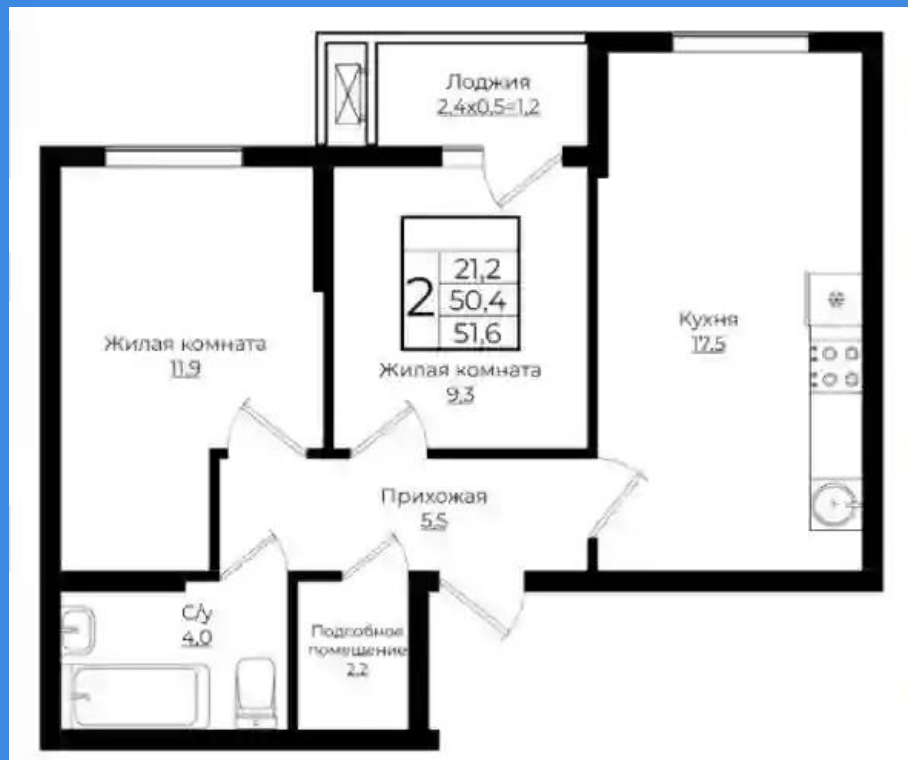 Лоджия
2,4х0,5=1,2
2
21,2
50,4
51,6
Жилая комната
11.9
Жилая комната
9.3
Кухня
17.5
Прихожая
5.5
С/у
4.0
Подсобное
помещение
2.2